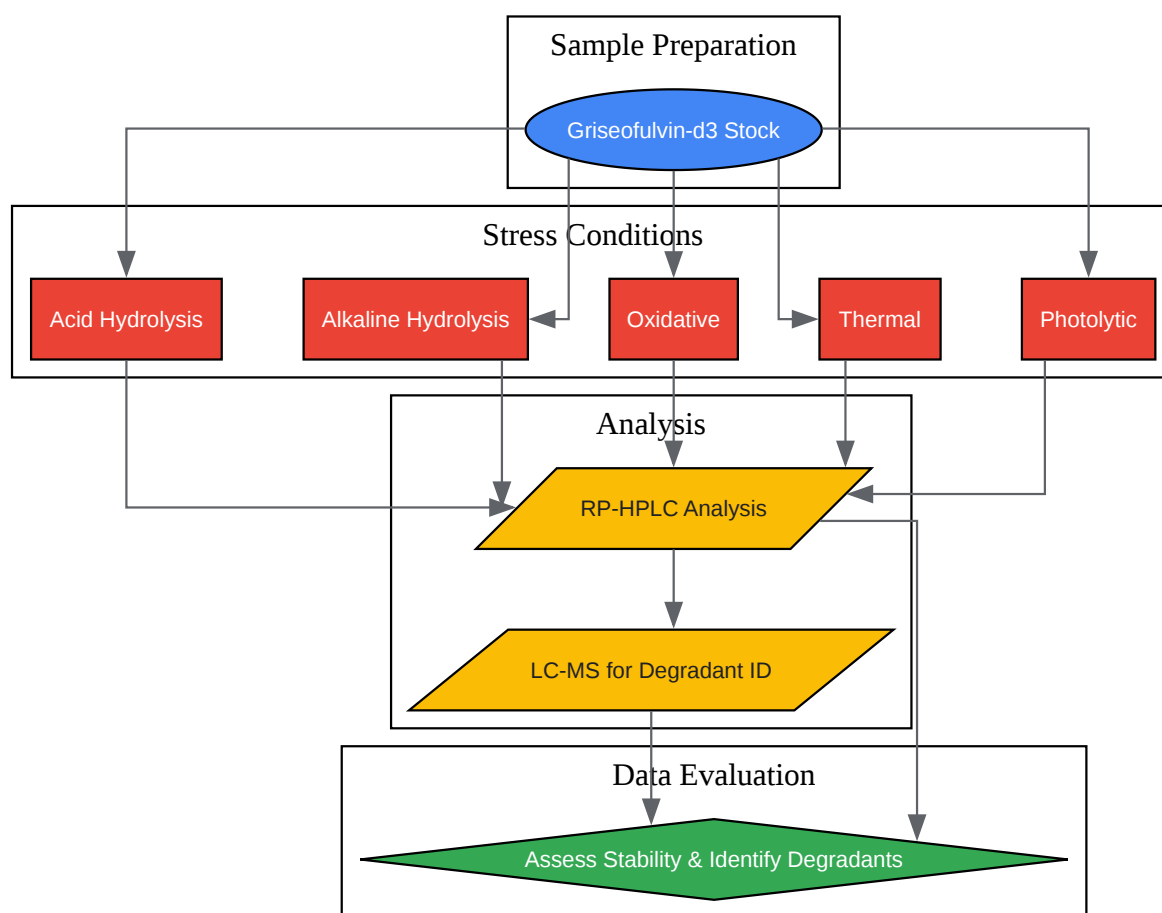 Sample Preparation
Griseofulvin-d3 Stock
Stress Conditions
Acid Hydrolysis
Alkaline Hydrolysis
Oxidative
Thermal
Photolytic
Analysis
RP-HPLC Analysis
LC-MS for Degradant ID
Data Evaluation
Assess Stability & Identify Degradants